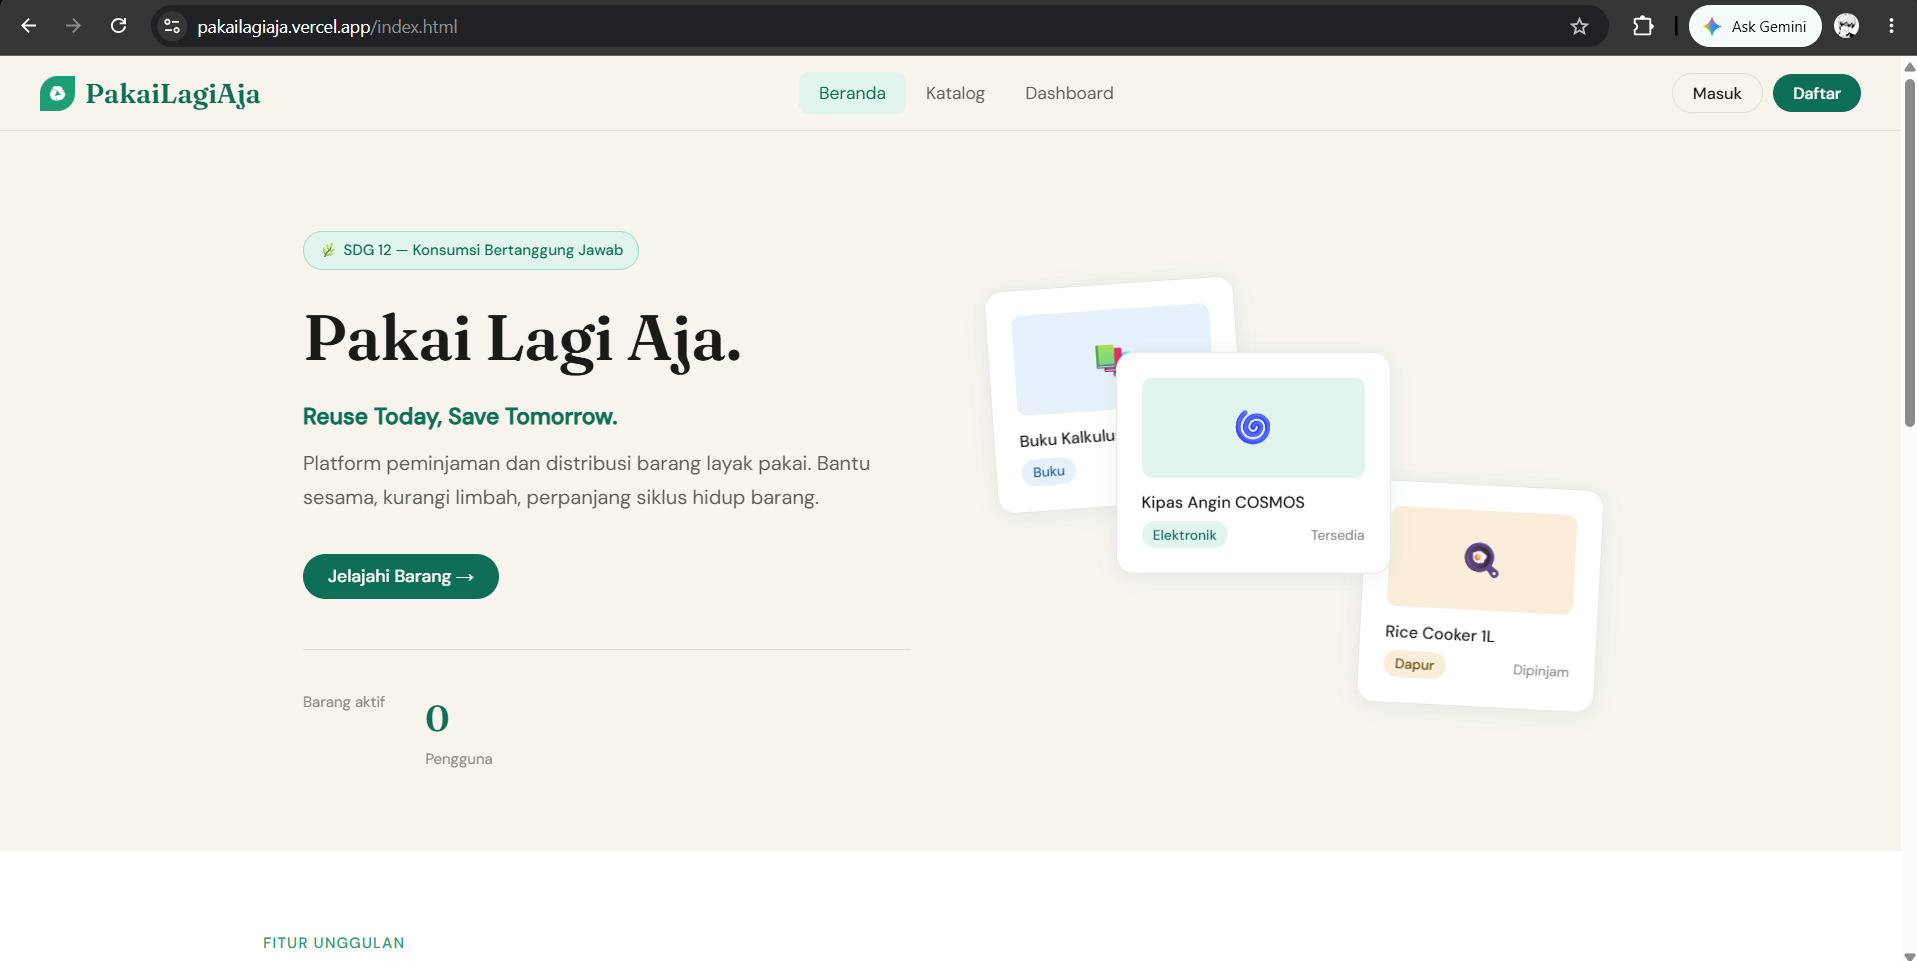 pakailagiaja.vercel.app/index.html
Ask Gemini
PakaiLagiAja
Beranda
Katalog
Dashboard
Masuk
Daftar
SDG 12 — Konsumsi Bertanggung Jawab
Pakai Lagi Aja.
Reuse Today, Save Tomorrow.
Platform peminjaman dan distribusi barang layak pakai. Bantu
sesama, kurangi limbah, perpanjang siklus hidup barang.
Jelajahi Barang →
Barang aktif
0
Pengguna
Buku Kalkulu
Buku
Kipas Angin COSMOS
Elektronik
Tersedia
Rice Cooker 1L
Dapur
Dipinjam
FITUR UNGGULAN